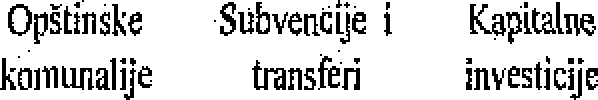 Opštinske Subvencije i Kapitalne
komunalije transferi investicije